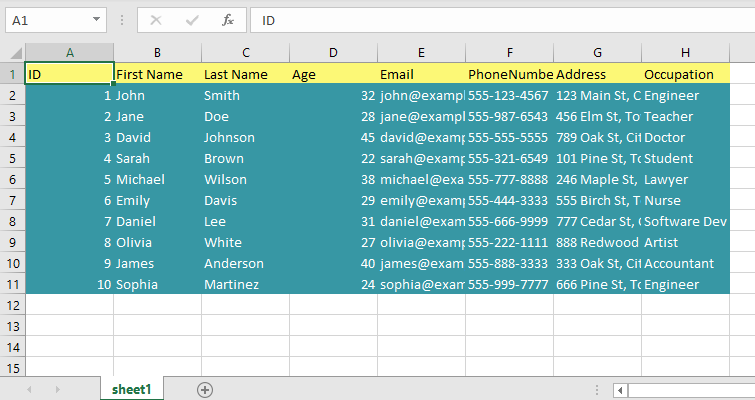 A1 fx ID
A B C D E F G H
1 ID First Name Last Name Age Email PhoneNumbe Address Occupation
2 1 John Smith 32 john@exampl 555-123-4567 123 Main St, C Engineer
3 2 Jane Doe 28 jane@exampl 555-987-6543 456 Elm St, To Teacher
4 3 David Johnson 45 david@examp 555-555-5555 789 Oak St, Cit Doctor
5 4 Sarah Brown 22 sarah@examp 555-321-6549 101 Pine St, To Student
6 5 Michael Wilson 38 michael@exa 555-777-8888 246 Maple St, Lawyer
7 6 Emily Davis 29 emily@examp 555-444-3333 555 Birch St, T Nurse
8 7 Daniel Lee 31 daniel@exam 555-666-9999 777 Cedar St, Software Dev
9 8 Olivia White 27 olivia@examp 555-222-1111 888 Redwood Artist
10 9 James Anderson 40 james@exam 555-888-3333 333 Oak St, Cit Accountant
11 10 Sophia Martinez 24 sophia@exam 555-999-7777 666 Pine St, To Engineer
12
13
14
15
sheet1